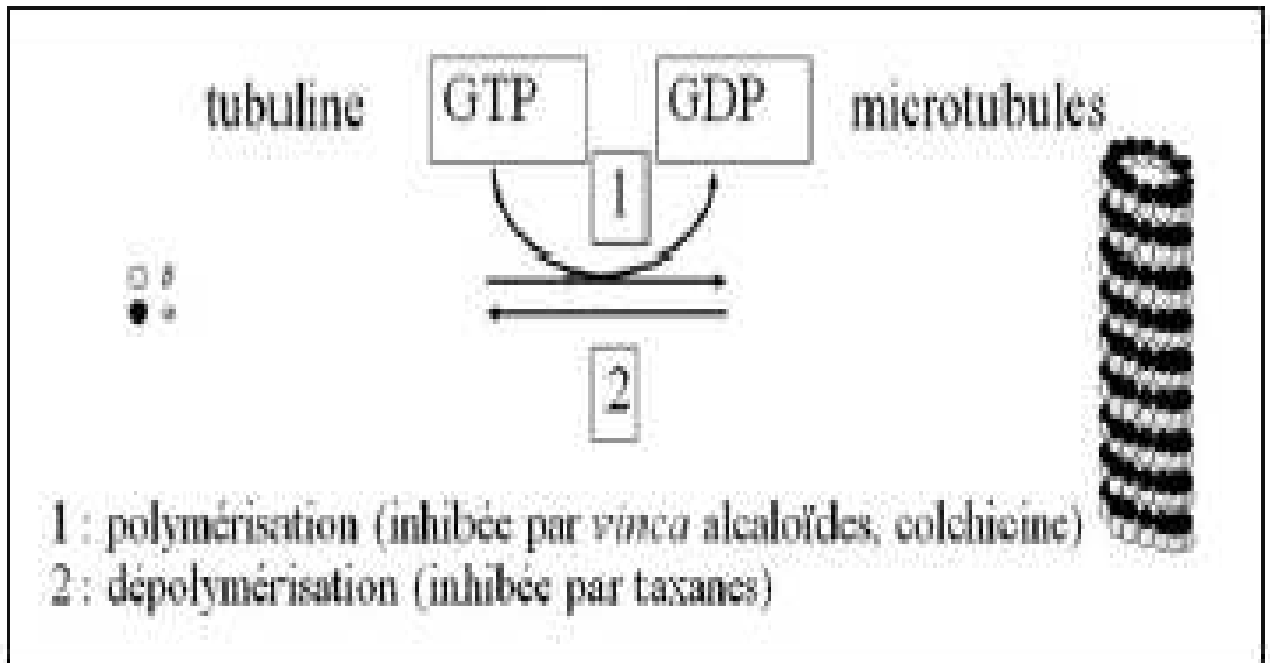 tubuline GTP GDP microtubules
1
β
α
2
1 : polymérisation (inhibée par vinca alcaloïdes, colchicine)
2 : dépolymérisation (inhibée par taxanes)